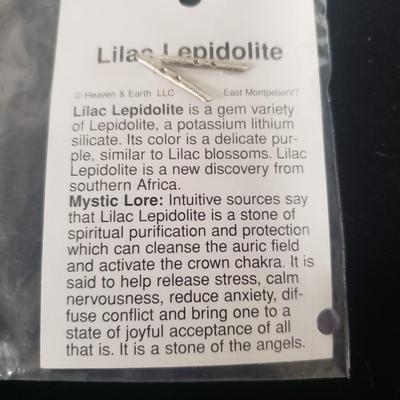 Lilac Lepidolite
© Heaven & Earth LLC East Montpelier VT
Lilac Lepidolite is a gem variety
of Lepidolite, a potassium lithium
silicate. Its color is a delicate pur-
ple, similar to Lilac blossoms. Lilac
Lepidolite is a new discovery from
southern Africa.
Mystic Lore: Intuitive sources say
that Lilac Lepidolite is a stone of
spiritual purification and protection
which can cleanse the auric field
and activate the crown chakra. It is
said to help release stress, calm
nervousness, reduce anxiety, dif-
fuse conflict and bring one to a
state of joyful acceptance of all
that is. It is a stone of the angels.